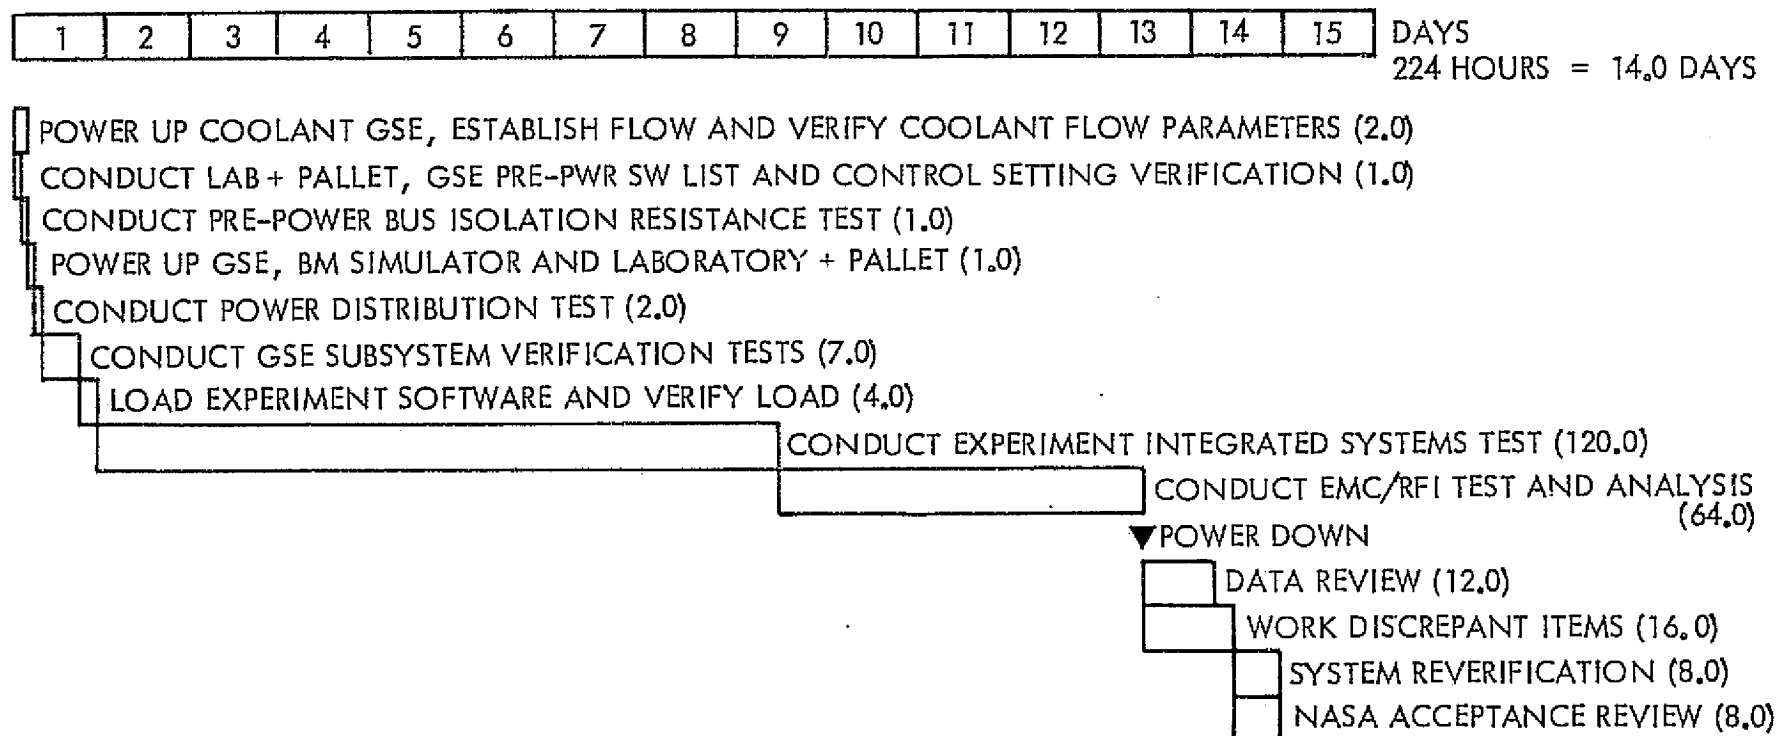 1 2 3 4 5 6 7 8 9 10 11 12 13 14 15 DAYS
224 HOURS = 14.0 DAYS
POWER UP COOLANT GSE, ESTABLISH FLOW AND VERIFY COOLANT FLOW PARAMETERS (2.0)
CONDUCT LAB + PALLET, GSE PRE-PWR SW LIST AND CONTROL SETTING VERIFICATION (1.0)
CONDUCT PRE-POWER BUS ISOLATION RESISTANCE TEST (1.0)
POWER UP GSE, BM SIMULATOR AND LABORATORY + PALLET (1.0)
CONDUCT POWER DISTRIBUTION TEST (2.0)
CONDUCT GSE SUBSYSTEM VERIFICATION TESTS (7.0)
LOAD EXPERIMENT SOFTWARE AND VERIFY LOAD (4.0)
CONDUCT EXPERIMENT INTEGRATED SYSTEMS TEST (120.0)
CONDUCT EMC/RFI TEST AND ANALYSIS
(64.0)
POWER DOWN
DATA REVIEW (12.0)
WORK DISCREPANT ITEMS (16.0)
SYSTEM REVERIFICATION (8.0)
NASA ACCEPTANCE REVIEW (8.0)